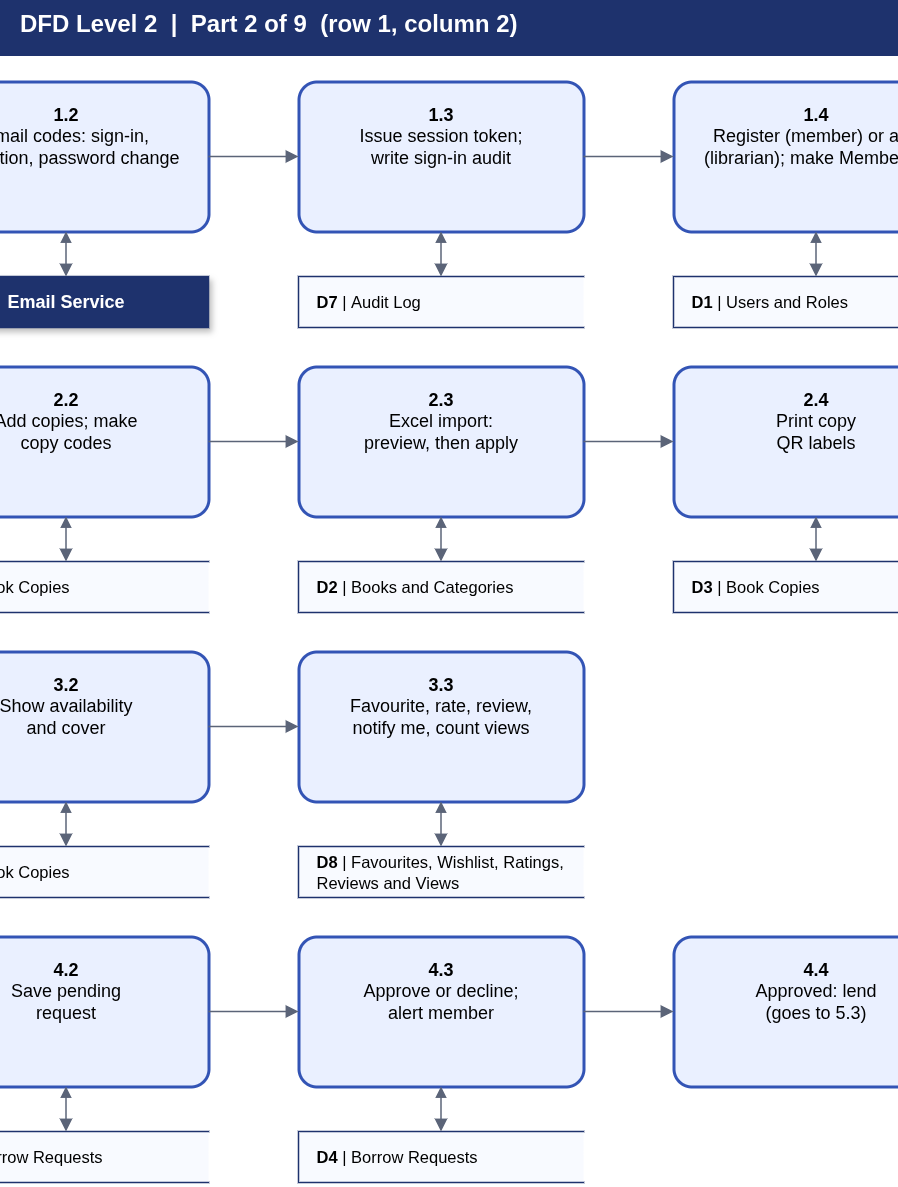 DFD Level 2 | Part 2 of 9 (row 1, column 2)
1.2
mail codes: sign-in,
tion, password change
1.3
Issue session token;
write sign-in audit
1.4
Register (member) or a
(librarian); make Membe
Email Service
D7 | Audit Log
D1 | Users and Roles
2.2
Add copies; make
copy codes
2.3
Excel import:
preview, then apply
2.4
Print copy
QR labels
ok Copies
D2 | Books and Categories
D3 | Book Copies
3.2
Show availability
and cover
3.3
Favourite, rate, review,
notify me, count views
ok Copies
D8 | Favourites, Wishlist, Ratings,
Reviews and Views
4.2
Save pending
request
4.3
Approve or decline;
alert member
4.4
Approved: lend
(goes to 5.3)
rrow Requests
D4 | Borrow Requests